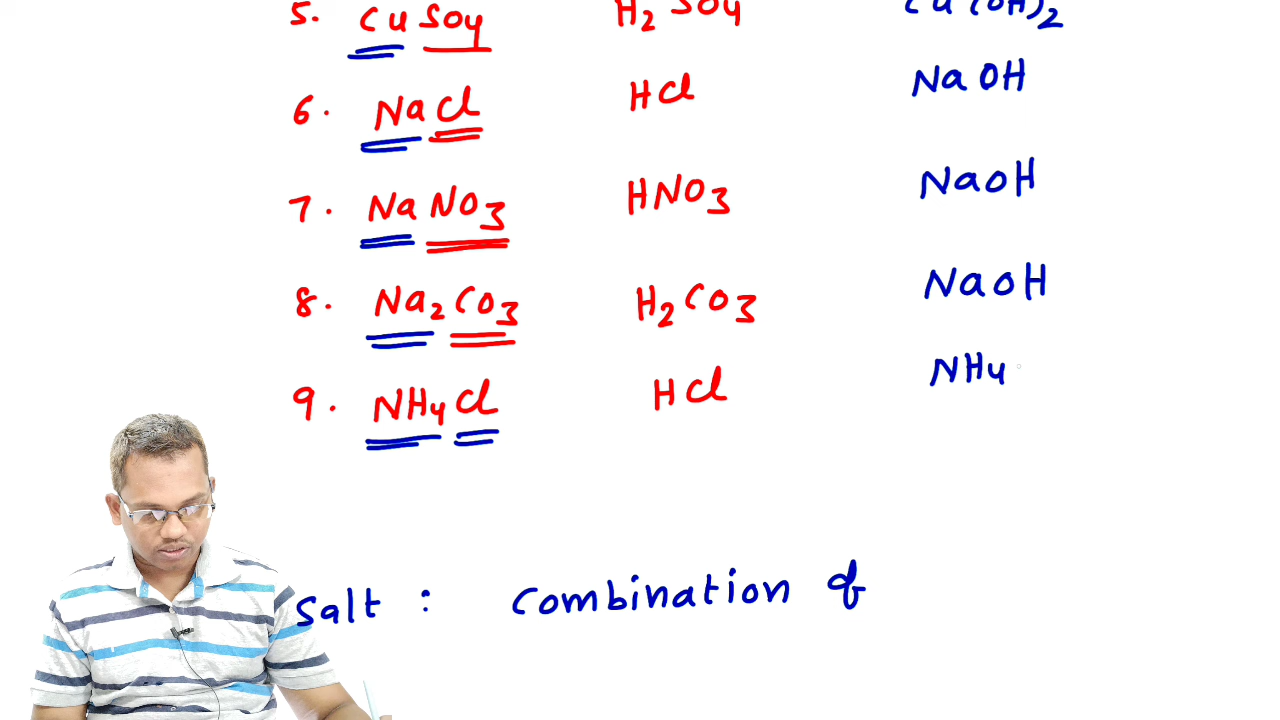 5. CuSO4 H2SO4 Cu(OH)2
6. NaCl HCl NaOH
7. NaNO3 HNO3 NaOH
8. Na2CO3 H2CO3 NaOH
9. NH4Cl HCl NH4
Salt : Combination of